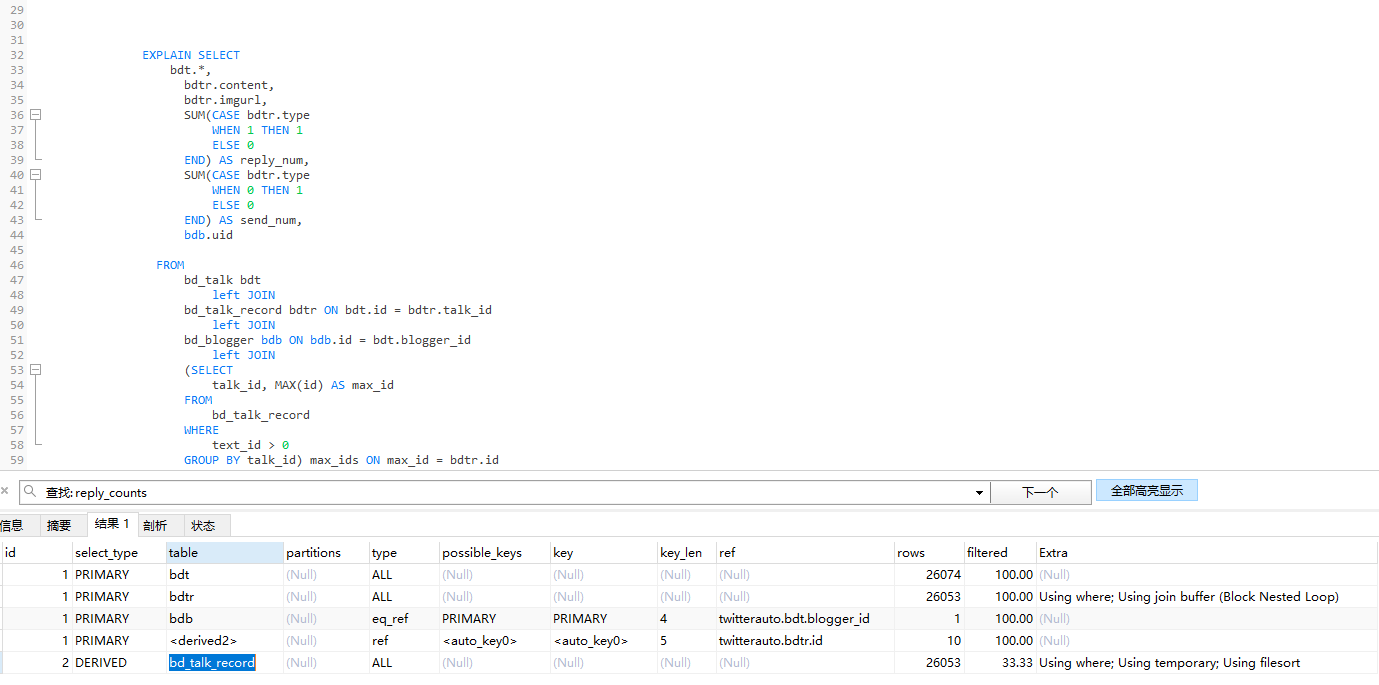 29
30
31
32 EXPLAIN SELECT
33 bdt.*,
34 bdtr.content,
35 bdtr.imgurl,
36 SUM(CASE bdtr.type
37 WHEN 1 THEN 1
38 ELSE 0
39 END) AS reply_num,
40 SUM(CASE bdtr.type
41 WHEN 0 THEN 1
42 ELSE 0
43 END) AS send_num,
44 bdb.uid
45
46 FROM
47 bd_talk bdt
48 left JOIN
49 bd_talk_record bdtr ON bdt.id = bdtr.talk_id
50 left JOIN
51 bd_blogger bdb ON bdb.id = bdt.blogger_id
52 left JOIN
53 (SELECT
54 talk_id, MAX(id) AS max_id
55 FROM
56 bd_talk_record
57 WHERE
58 text_id > 0
59 GROUP BY talk_id) max_ids ON max_id = bdtr.id
× 查找: reply_counts 下一个 全部高亮显示
信息 摘要 结果 1 剖析 状态
id select_type table partitions type possible_keys key key_len ref rows filtered Extra
1 PRIMARY bdt (Null) ALL (Null) (Null) (Null) (Null) 26074 100.00 (Null)
1 PRIMARY bdtr (Null) ALL (Null) (Null) (Null) (Null) 26053 100.00 Using where; Using join buffer (Block Nested Loop)
1 PRIMARY bdb (Null) eq_ref PRIMARY PRIMARY 4 twitterauto.bdt.blogger_id 1 100.00 (Null)
1 PRIMARY <derived2> (Null) ref <auto_key0> <auto_key0> 5 twitterauto.bdtr.id 10 100.00 (Null)
2 DERIVED bd_talk_record (Null) ALL (Null) (Null) (Null) (Null) 26053 33.33 Using where; Using temporary; Using filesort